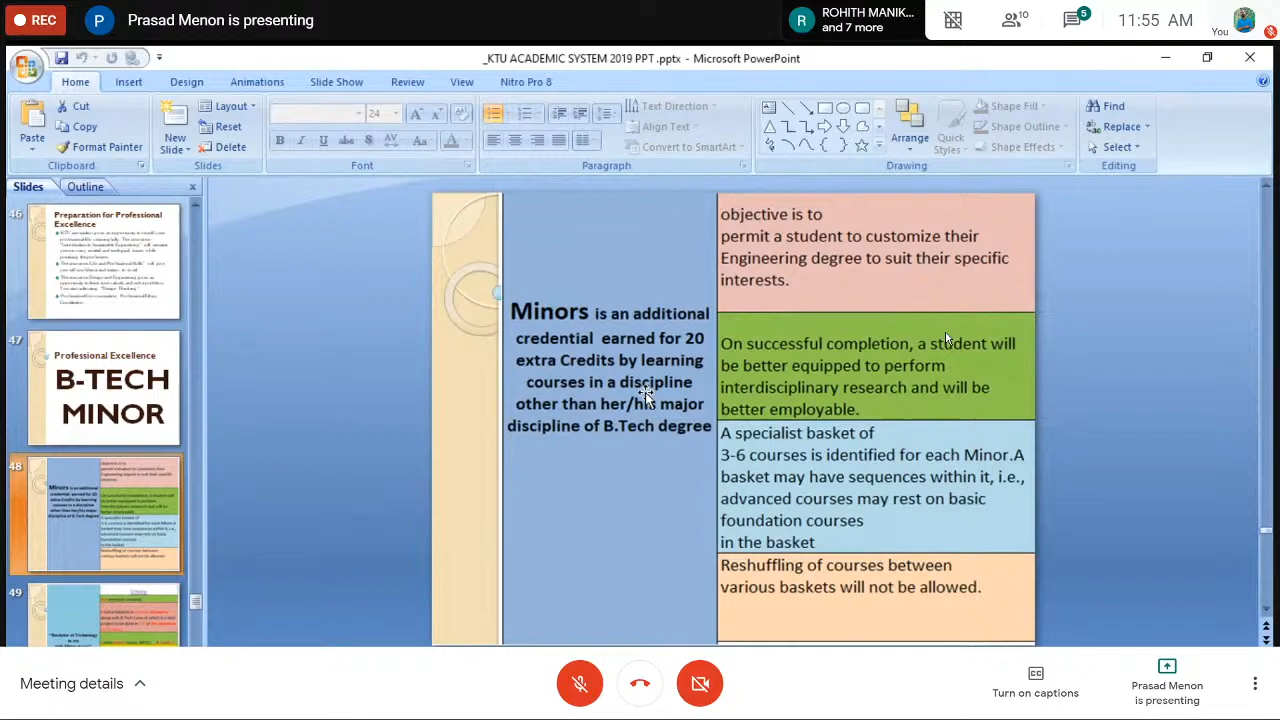 REC
P
Prasad Menon is presenting
R
ROHITH MANIK...
and 7 more
10
5
11:55 AM
You
_KTU ACADEMIC SYSTEM 2019 PPT .pptx - Microsoft PowerPoint
Home Insert Design Animations Slide Show Review View Nitro Pro 8
Paste
Cut
Copy
Format Painter
Clipboard
New
Slide
Layout
Reset
Delete
Slides
24
B I U abc S AV Aa A
Font
Text Direction
Align Text
Convert to SmartArt
Paragraph
Arrange
Quick
Styles
Shape Fill
Shape Outline
Shape Effects
Drawing
Find
Replace
Select
Editing
Slides Outline
46
Preparation for Professional
Excellence
47
Professional Excellence
B-TECH
MINOR
48
49
Minors is an additional
credential earned for 20
extra Credits by learning
courses in a discipline
other than her/his major
discipline of B.Tech degree
objective is to
permit a student to customize their
Engineering degree to suit their specific
interests.
On successful completion, a student will
be better equipped to perform
interdisciplinary research and will be
better employable.
A specialist basket of
3-6 courses is identified for each Minor.A
basket may have sequences within it, i.e.,
advanced courses may rest on basic
foundation courses
in the basket
Reshuffling of courses between
various baskets will not be allowed.
Meeting details
CC
Turn on captions
Prasad Menon
is presenting